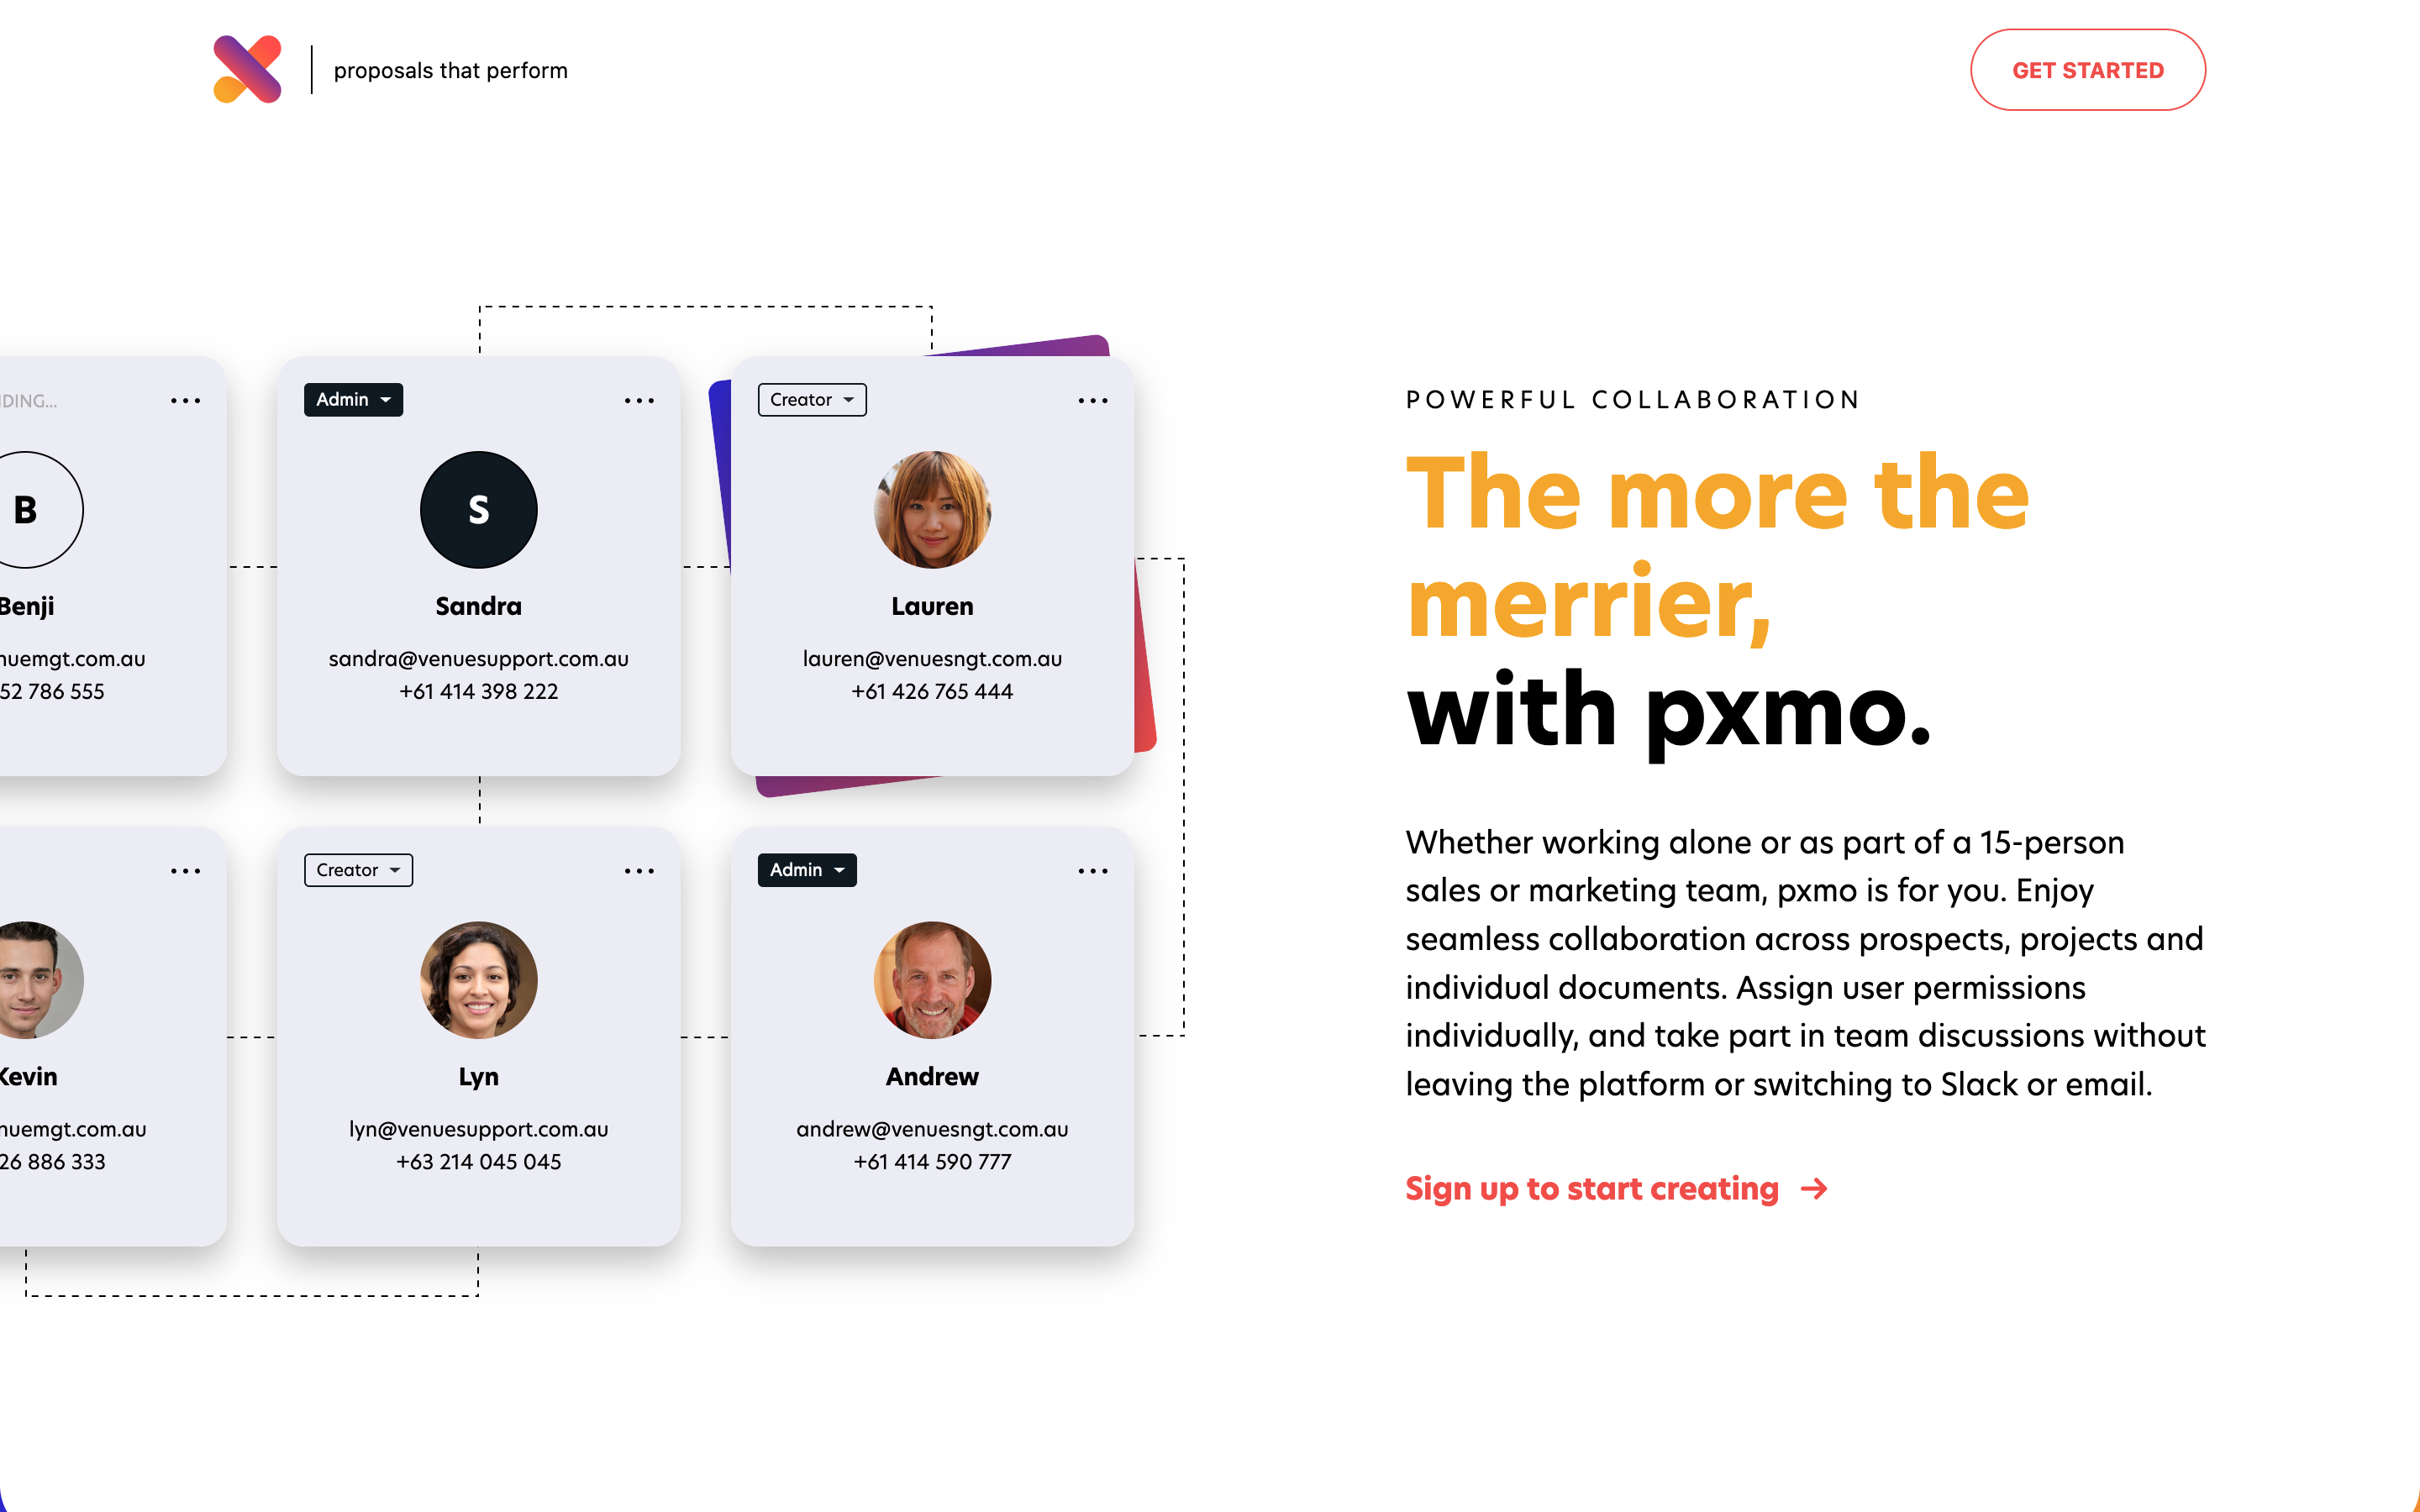 proposals that perform
GET STARTED
DING...
B
Benji
nuemgt.com.au
52 786 555
Admin
S
Sandra
sandra@venuesupport.com.au
+61 414 398 222
Creator
Lauren
lauren@venuesngt.com.au
+61 426 765 444
Kevin
nuemgt.com.au
26 886 333
Creator
Lyn
lyn@venuesupport.com.au
+63 214 045 045
Admin
Andrew
andrew@venuesngt.com.au
+61 414 590 777
POWERFUL COLLABORATION
The more the
merrier,
with pxmo.
Whether working alone or as part of a 15-person
sales or marketing team, pxmo is for you. Enjoy
seamless collaboration across prospects, projects and
individual documents. Assign user permissions
individually, and take part in team discussions without
leaving the platform or switching to Slack or email.
Sign up to start creating →